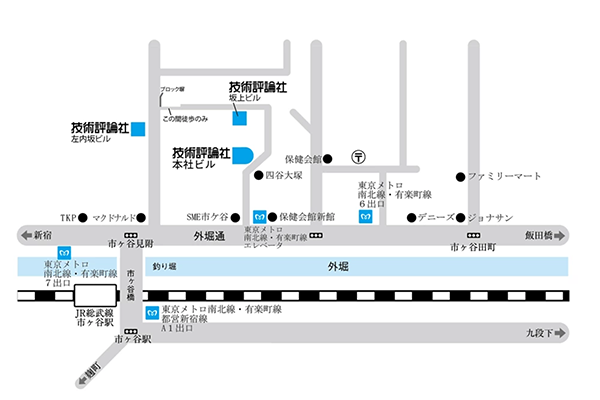 技術評論社
坂上ビル
ブロック塀
この間徒歩のみ
技術評論社
左内坂ビル
技術評論社
本社ビル
保健会館
四谷大塚
ファミリーマート
東京メトロ
南北線・有楽町線
6出口
TKP
マクドナルド
SME市ケ谷
保健会館新館
デニーズ
ジョナサン
新宿
市ヶ谷見附
外堀通
東京メトロ
南北線・有楽町線
エレベータ
市ヶ谷田町
飯田橋
東京メトロ
南北線・有楽町線
7出口
市ヶ谷橋
釣り堀
外堀
JR総武線
市ヶ谷駅
東京メトロ南北線・有楽町線
都営新宿線
A1出口
市ヶ谷駅
九段下
麹町